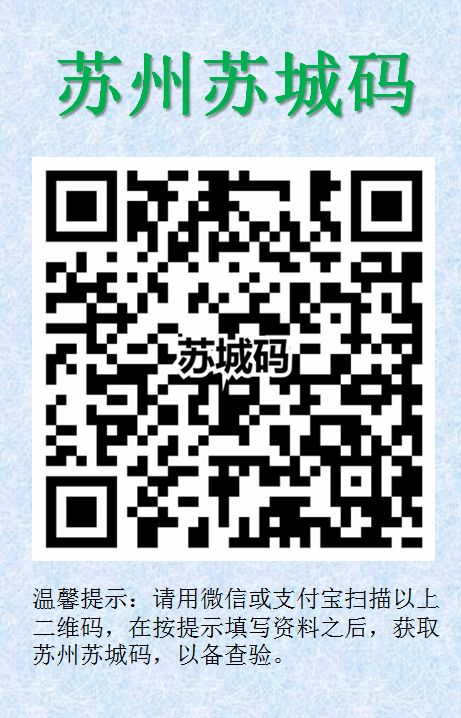 苏州苏城码
苏城码
温馨提示：请用微信或支付宝扫描以上
二维码，在按提示填写资料之后，获取
苏州苏城码，以备查验。